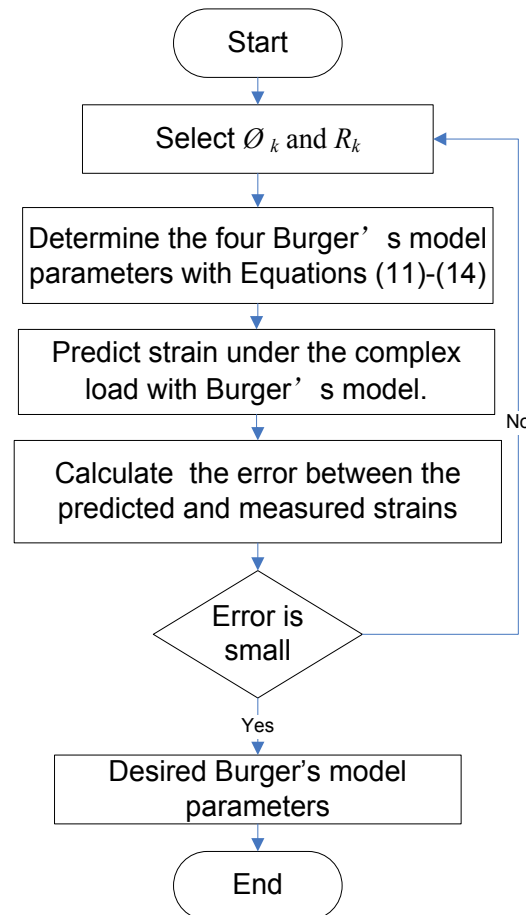 Start
Select Ø k and Rk
Determine the four Burger’ s model
parameters with Equations (11)-(14)
Predict strain under the complex
load with Burger’ s model.
No
Calculate the error between the
predicted and measured strains
Error is
small
Yes
Desired Burger’s model
parameters
End